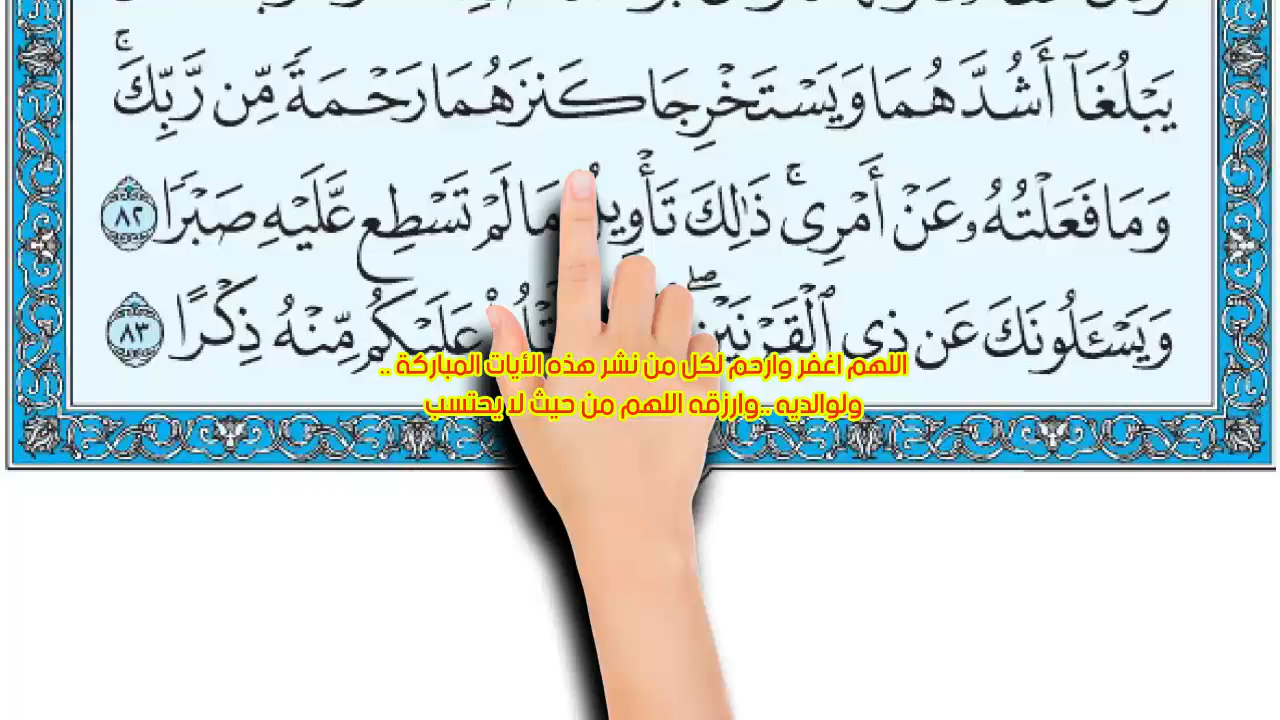 يَبْلُغَآ أَشُدَّهُمَا وَيَسْتَخْرِجَا كَنزَهُمَا رَحْمَةً مِّن رَّبِّكَ ۚ
وَمَا فَعَلْتُهُۥ عَنْ أَمْرِى ۚ ذَٰلِكَ تَأْوِيلُ مَا لَمْ تَسْطِع عَّلَيْهِ صَبْرًا ٨٢
وَيَسْـَٔلُونَكَ عَن ذِى ٱلْقَرْنَيْنِ ۖ عَلَيْكُم مِّنْهُ ذِكْرًا ٨٣
اللهم اغفر وارحم لكل من نشر هذه الأيات المباركة ..
ولوالديه ..وارزقه اللهم من حيث لا يحتسب